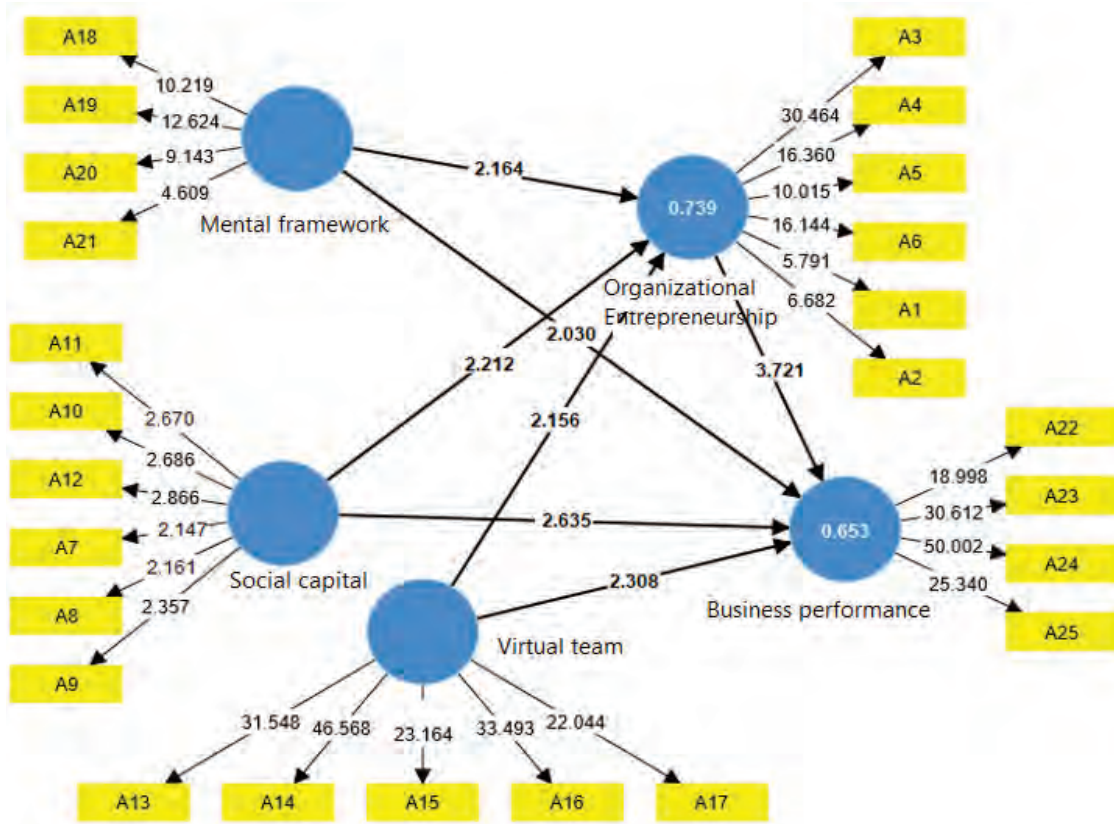 A18
A19
A20
A21
10.219
12.624
9.143
4.609
Mental framework
2.164
2.030
A3
A4
A5
A6
A1
A2
30.464
16.360
10.015
16.144
5.791
6.682
0.739
Organizational
Entrepreneurship
3.721
A11
A10
A12
A7
A8
A9
2.670
2.686
2.866
2.147
2.161
2.357
Social capital
2.212
2.635
2.156
2.308
Virtual team
31.548
46.568
23.164
33.493
22.044
A13
A14
A15
A16
A17
0.653
Business performance
18.998
30.612
50.002
25.340
A22
A23
A24
A25